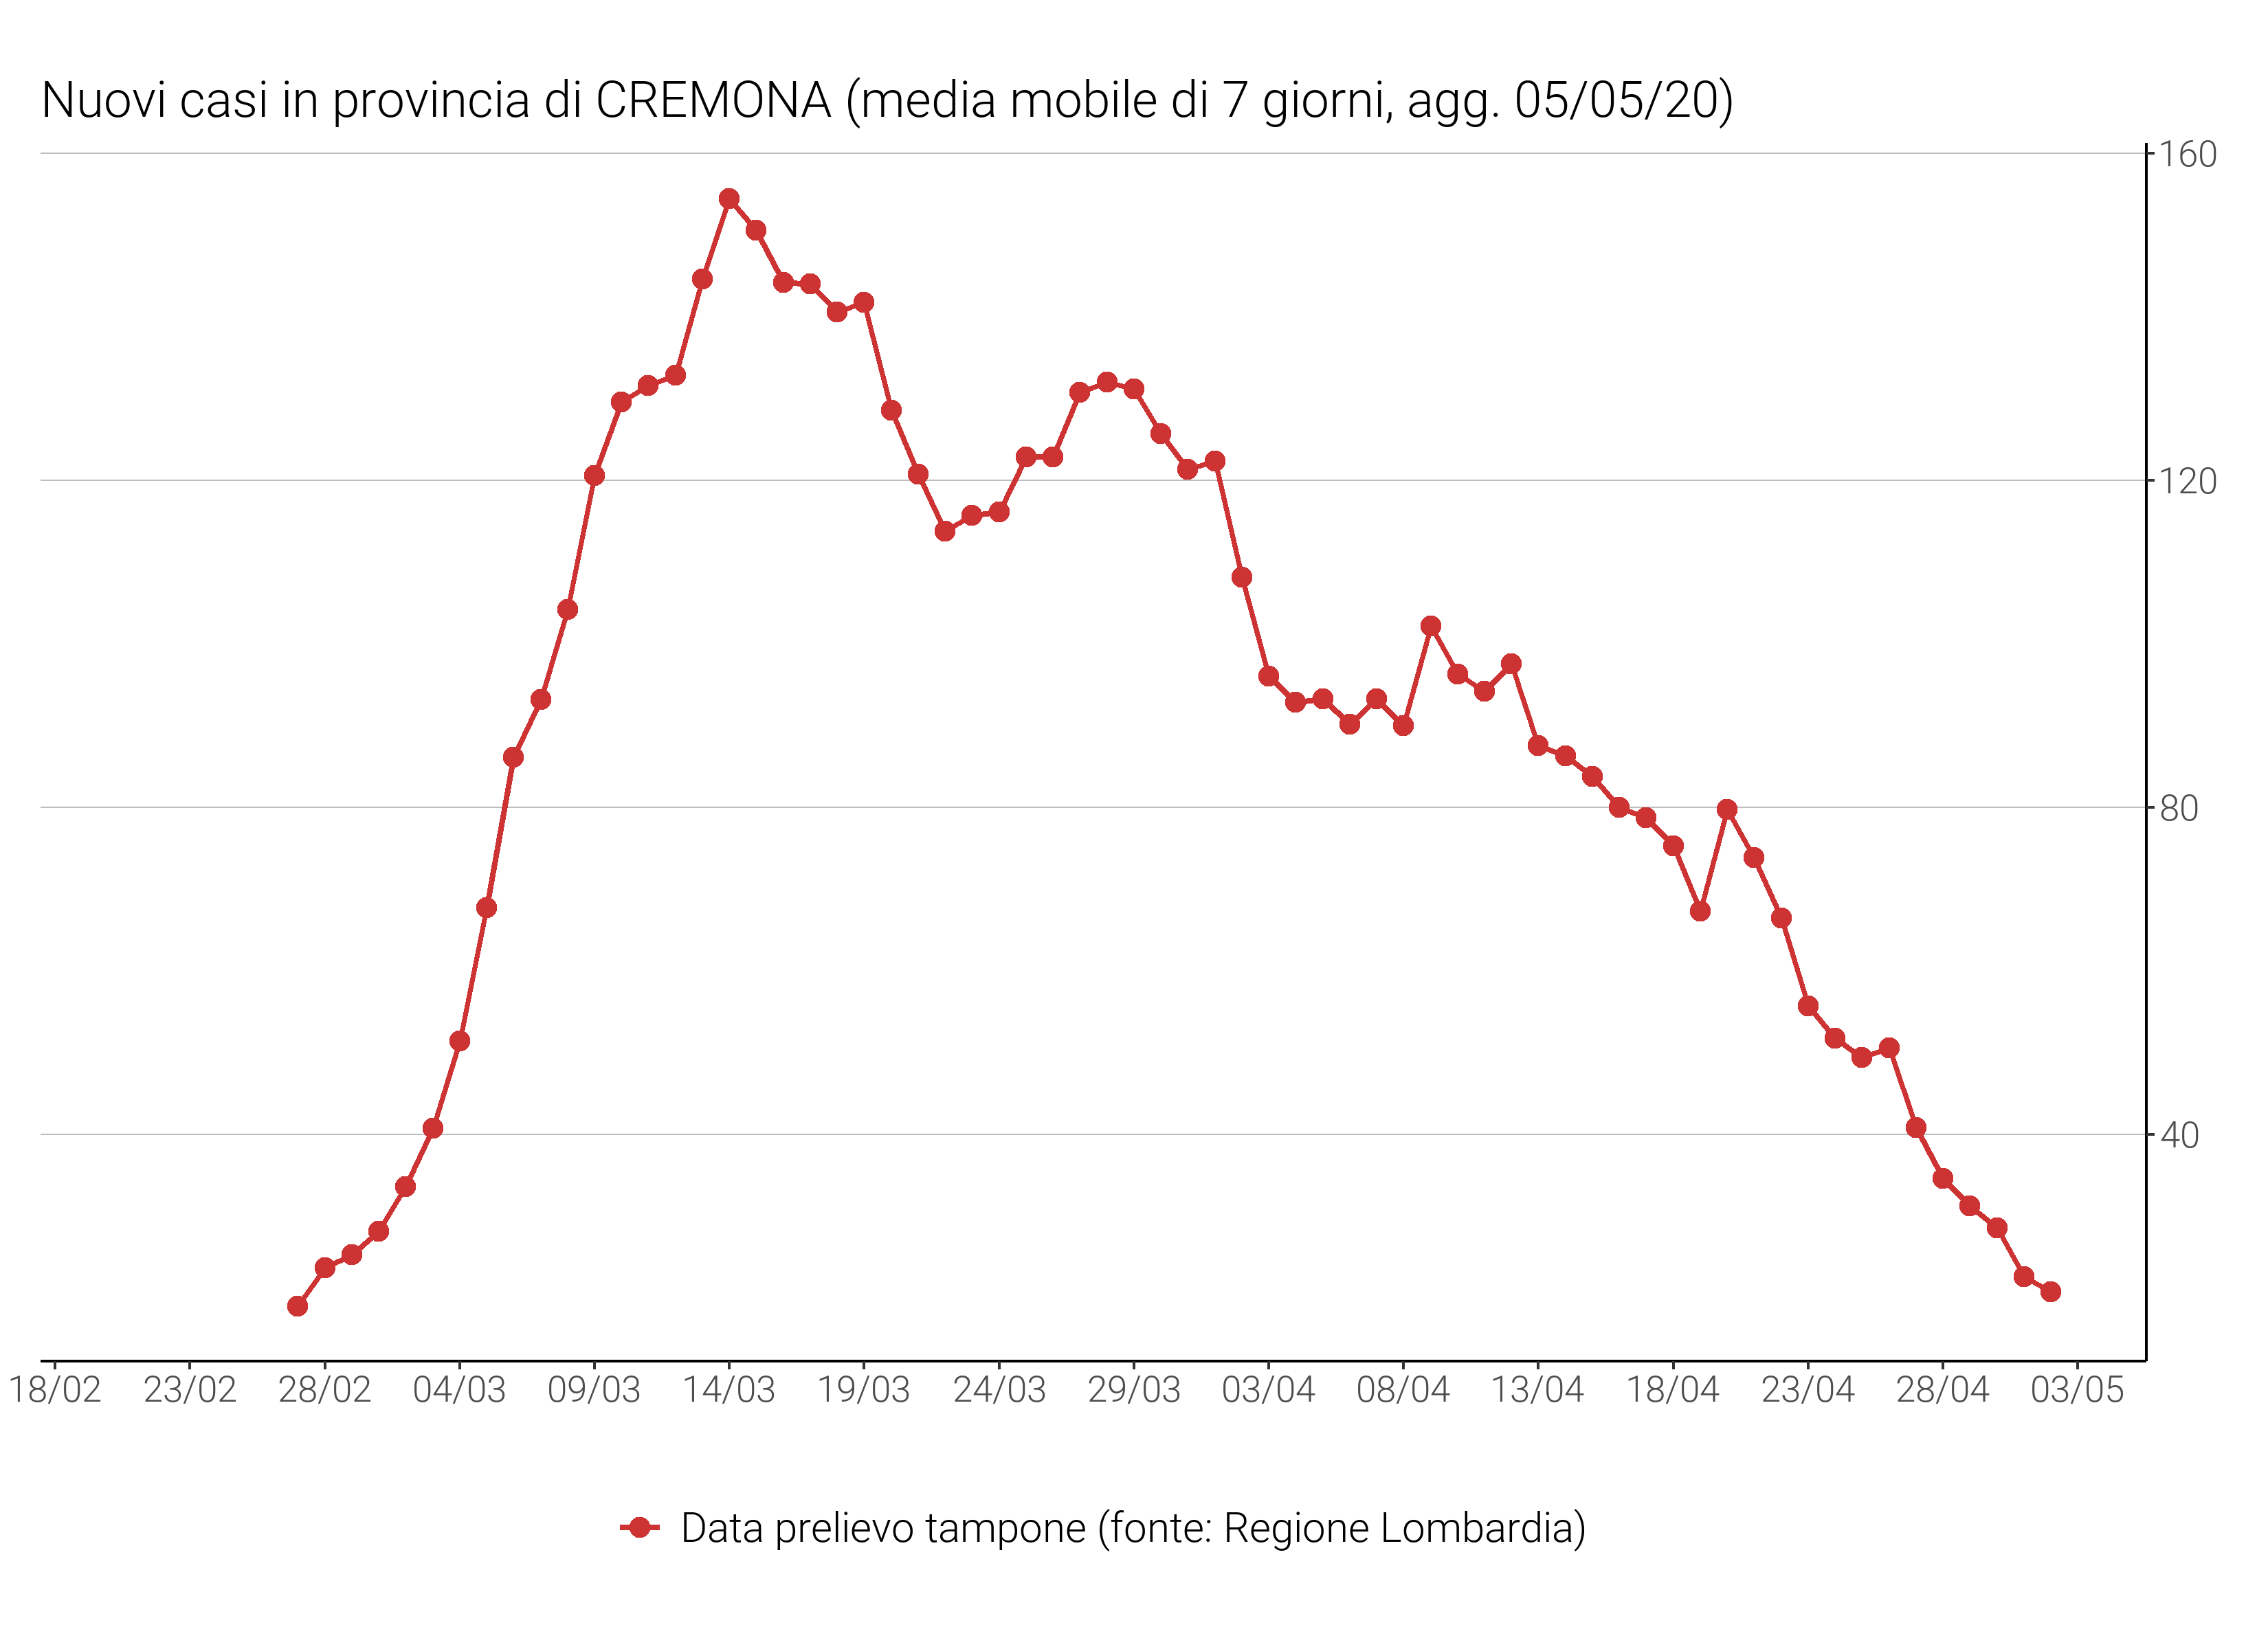 Nuovi casi in provincia di CREMONA (media mobile di 7 giorni, agg. 05/05/20)
160
120
80
40
18/02 23/02 28/02 04/03 09/03 14/03 19/03 24/03 29/03 03/04 08/04 13/04 18/04 23/04 28/04 03/05
Data prelievo tampone (fonte: Regione Lombardia)